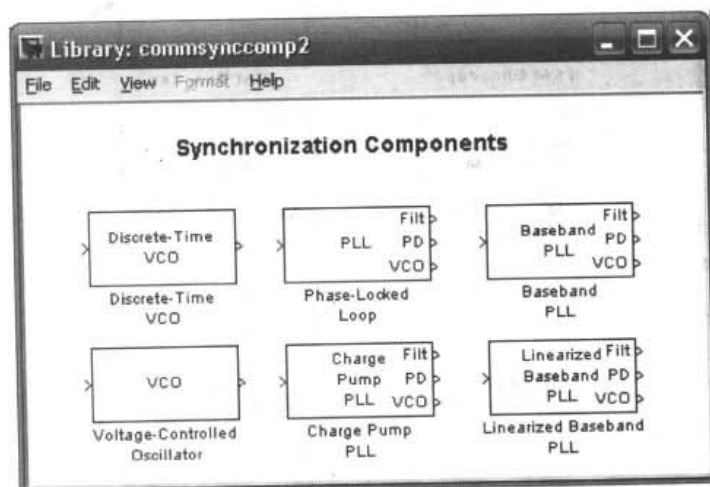 Library: commsynccomp2
File Edit View Format Help
Synchronization Components
Discrete-Time
VCO
Discrete-Time
VCO
PLL
Filt
PD
VCO
Phase-Locked
Loop
Baseband
PLL
Filt
PD
VCO
Baseband
PLL
VCO
Voltage-Controlled
Oscillator
Charge
Pump
PLL
Filt
PD
VCO
Charge Pump
PLL
Linearized
Baseband
PLL
Filt
PD
VCO
Linearized Baseband
PLL